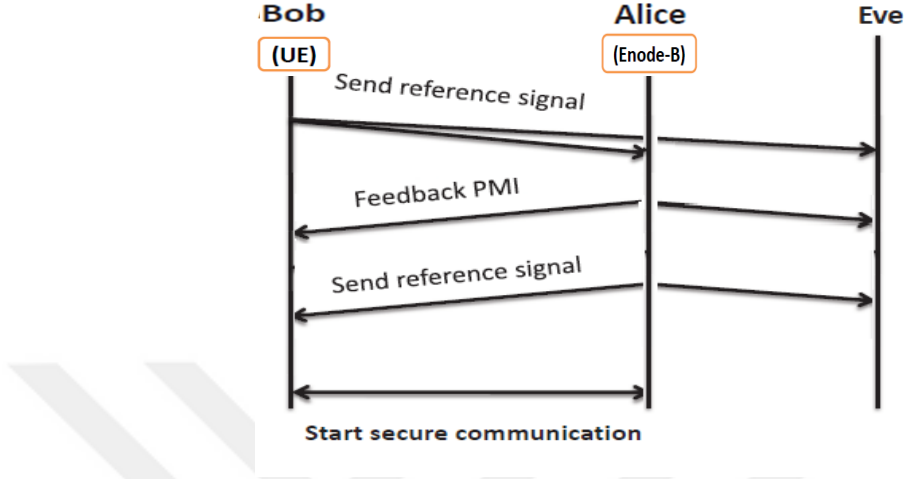 Bob
Alice
Eve
(UE)
(Enode-B)
Send reference signal
Feedback PMI
Send reference signal
Start secure communication